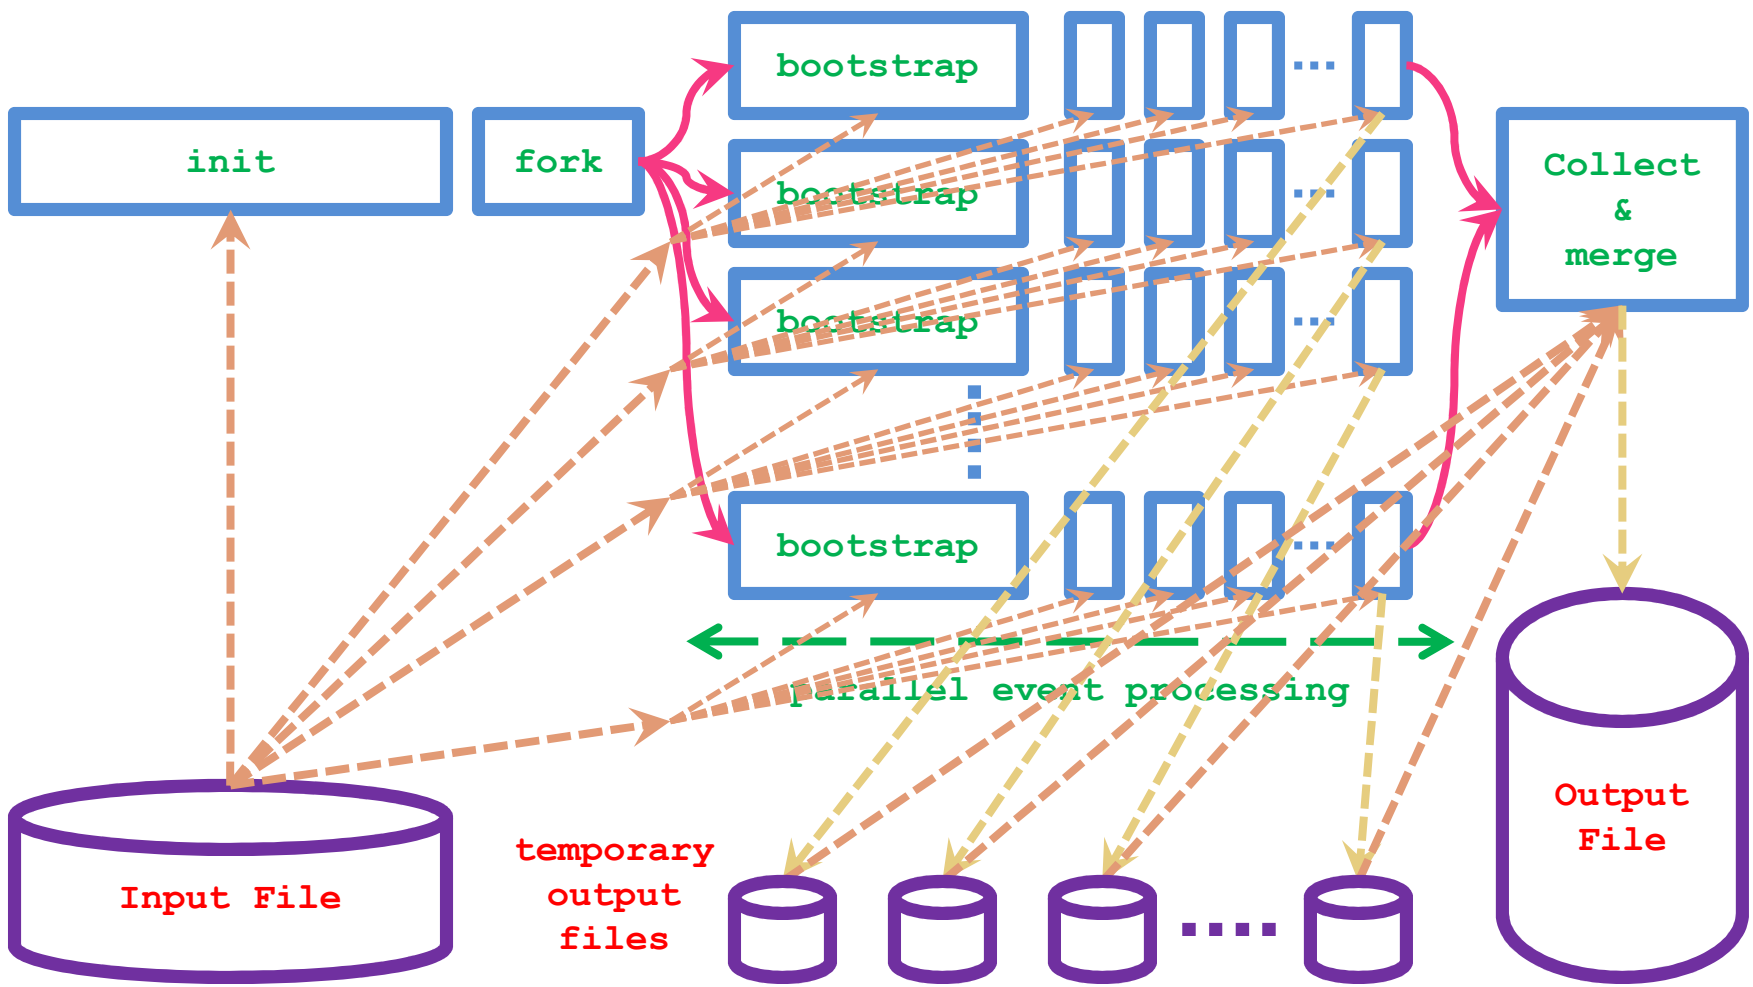 bootstrap
init
fork
bootstrap
Collect
&
merge
bootstrap
bootstrap
parallel event processing
Input File
temporary
output
files
Output
File